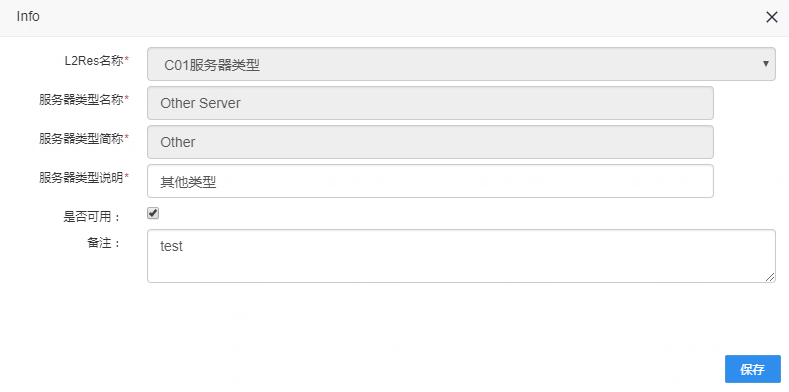 Info
L2Res名称* C01服务器类型
服务器类型名称* Other Server
服务器类型简称* Other
服务器类型说明* 其他类型
是否可用：
备注： test
保存